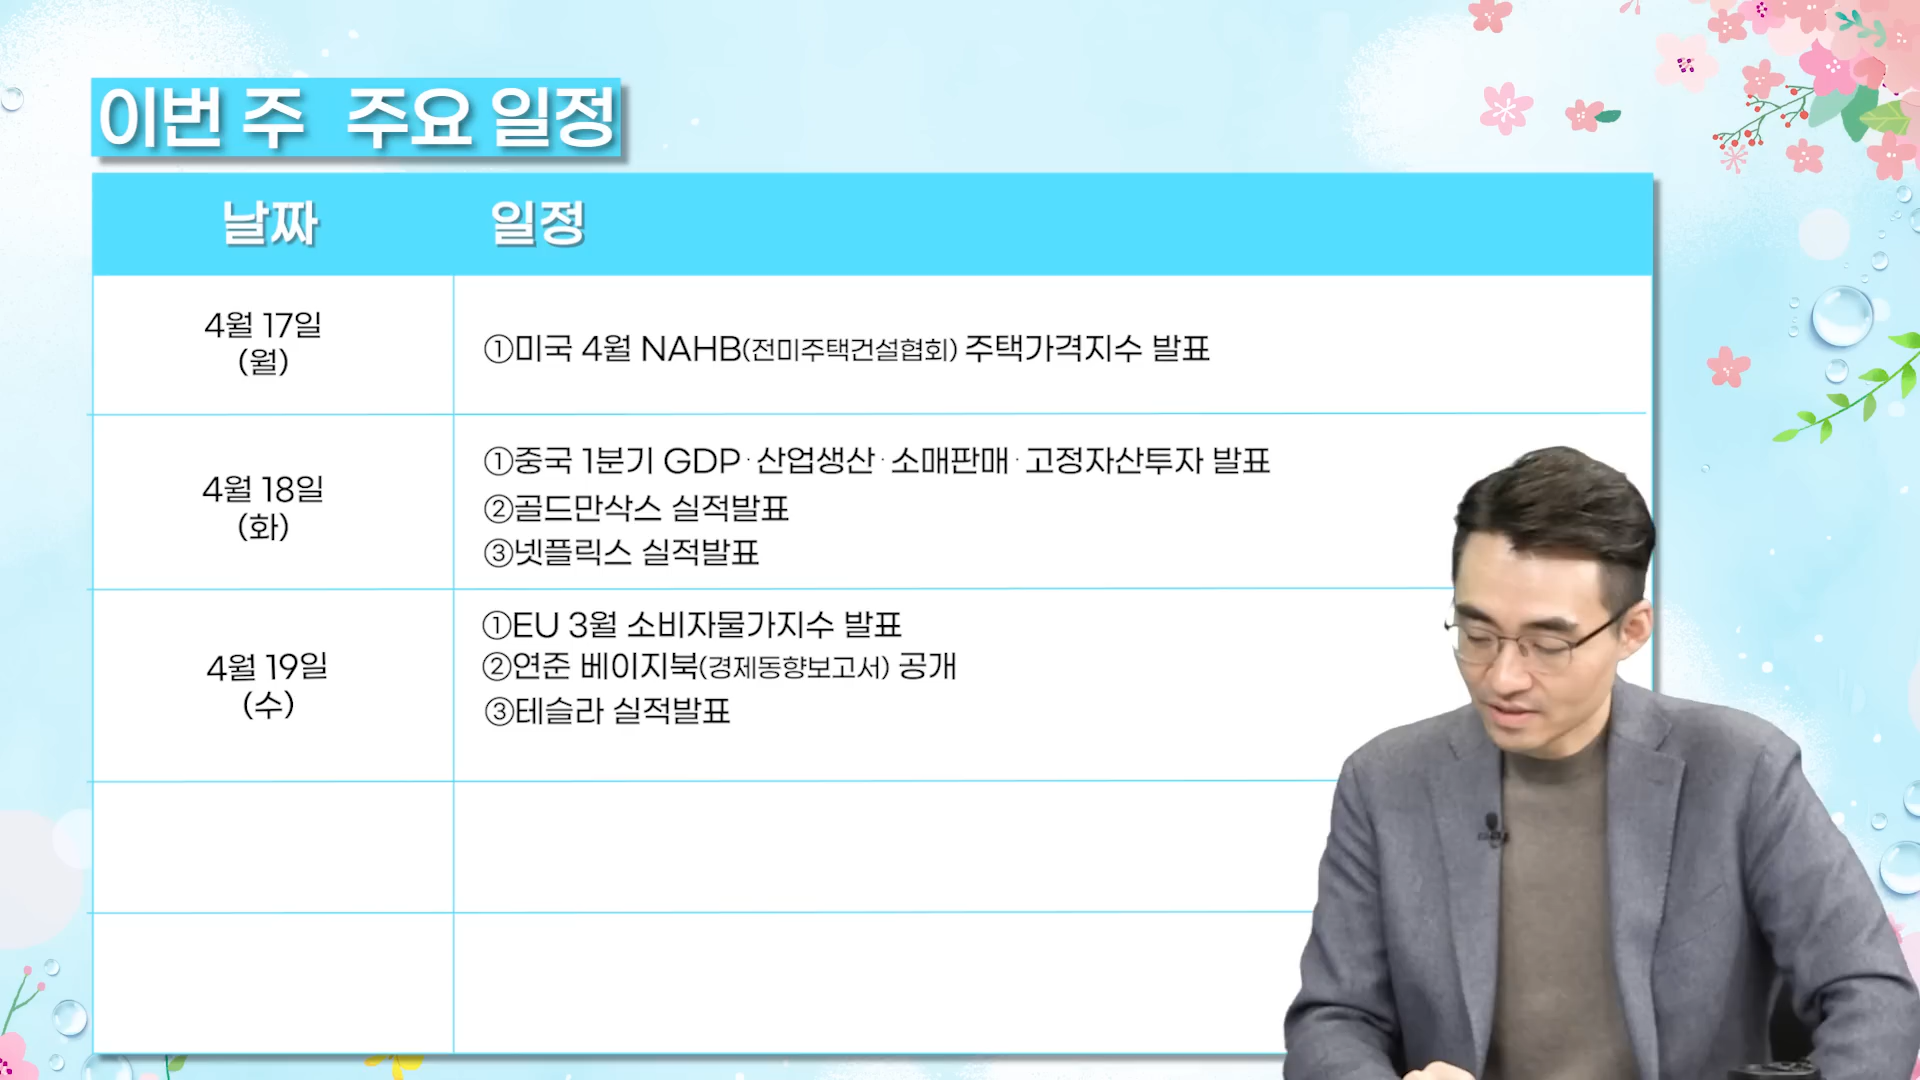 이번 주 주요 일정
날짜 일정
4월 17일
(월)
①미국 4월 NAHB(전미주택건설협회) 주택가격지수 발표
4월 18일
(화)
①중국 1분기 GDP·산업생산·소매판매·고정자산투자 발표
②골드만삭스 실적발표
③넷플릭스 실적발표
4월 19일
(수)
①EU 3월 소비자물가지수 발표
②연준 베이지북(경제동향보고서) 공개
③테슬라 실적발표